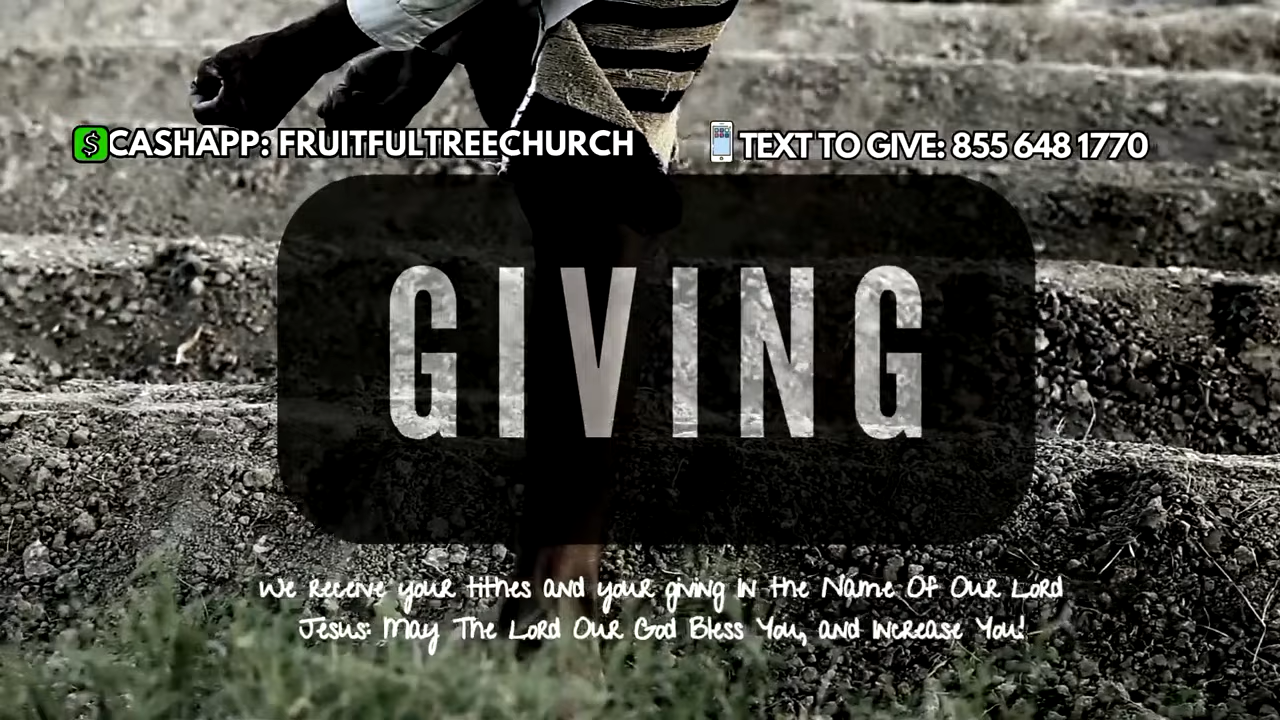 CASHAPP: FRUITFULTREECHURCH
TEXT TO GIVE: 855 648 1770
GIVING
We receive your tithes and your giving in the Name Of Our Lord
Jesus: May The Lord Our God Bless You, and increase You!